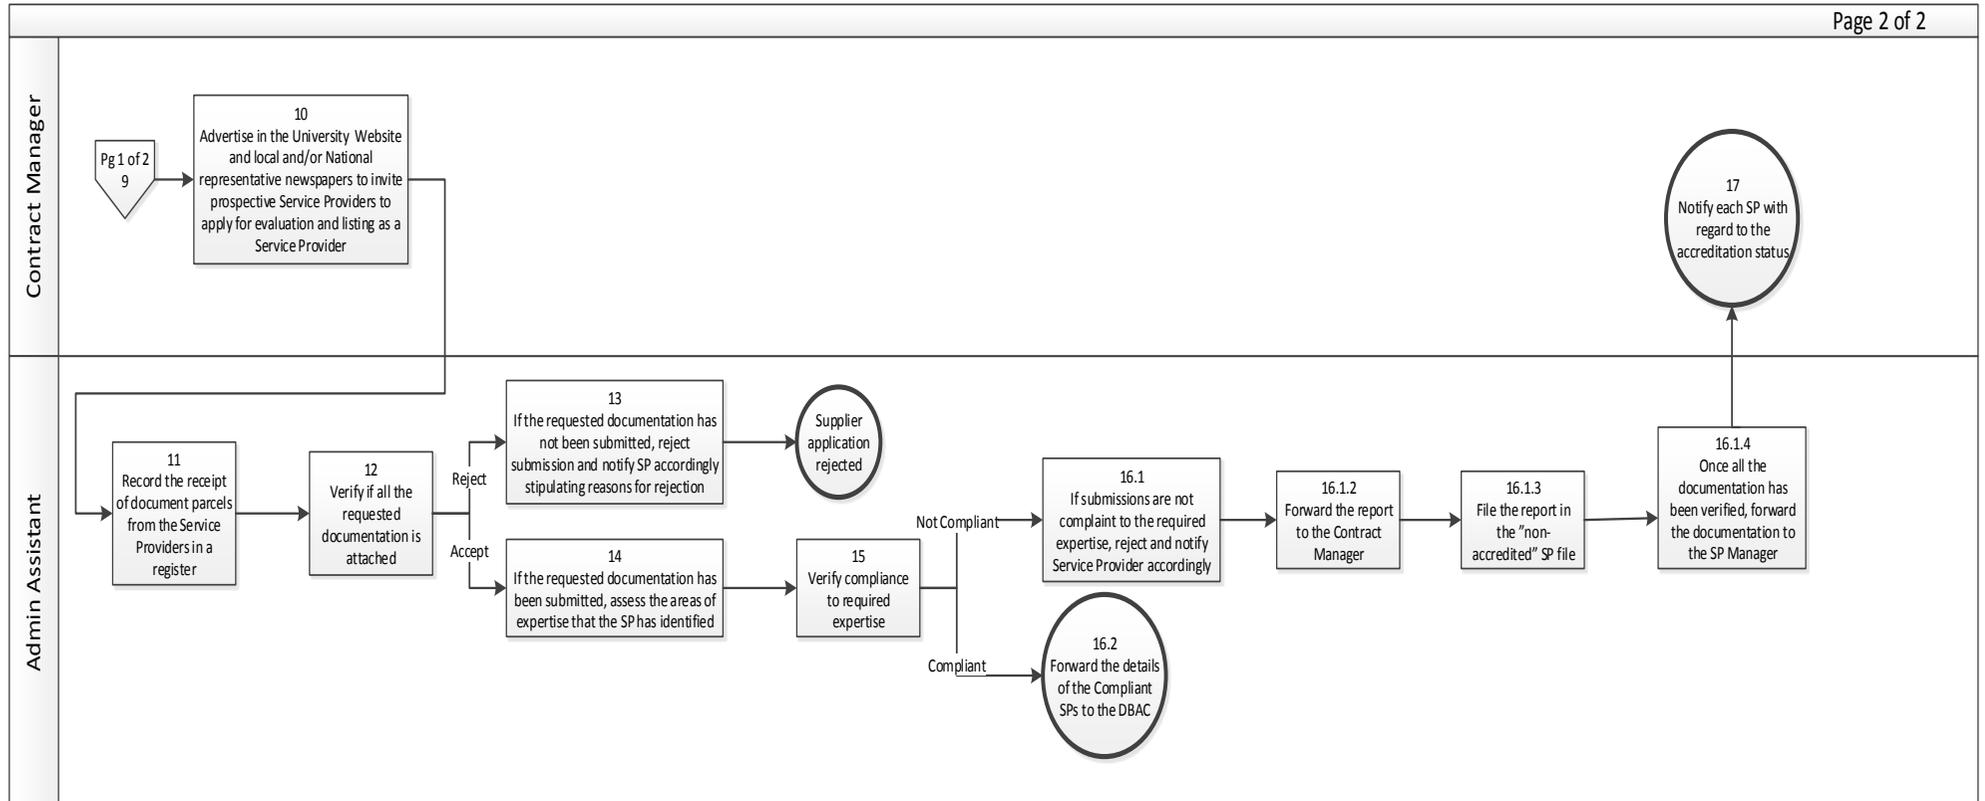 Page 2 of 2
Contract Manager
Pg 1 of 2
9
10
Advertise in the University Website
and local and/or National
representative newspapers to invite
prospective Service Providers to
apply for evaluation and listing as a
Service Provider
17
Notify each SP with
regard to the
accreditation status
Admin Assistant
11
Record the receipt
of document parcels
from the Service
Providers in a
register
12
Verify if all the
requested
documentation is
attached
Reject
Accept
13
If the requested documentation has
not been submitted, reject
submission and notify SP accordingly
stipulating reasons for rejection
Supplier
application
rejected
14
If the requested documentation has
been submitted, assess the areas of
expertise that the SP has identified
15
Verify compliance
to required
expertise
Not Compliant
Compliant
16.1
If submissions are not
complaint to the required
expertise, reject and notify
Service Provider accordingly
16.1.2
Forward the report
to the Contract
Manager
16.1.3
File the report in
the ”non-
accredited” SP file
16.1.4
Once all the
documentation has
been verified, forward
the documentation to
the SP Manager
16.2
Forward the details
of the Compliant
SPs to the DBAC